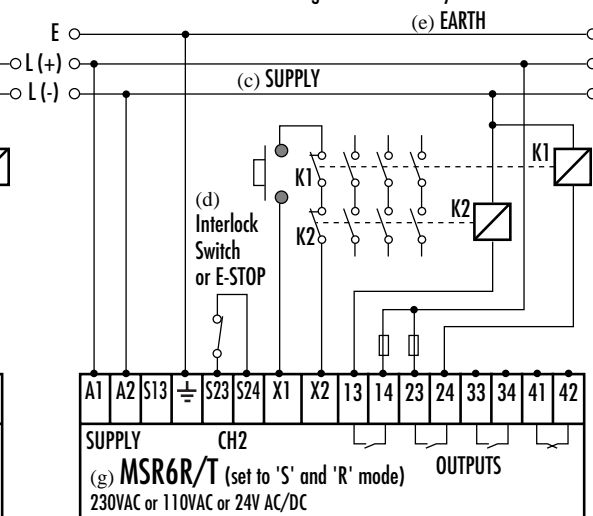 (e) EARTH
E
L (+)
L (-)
(c) SUPPLY
K1
K1
K2
K2
(d)
Interlock
Switch
or E-STOP
A1 A2 S13 S23 S24 X1 X2 13 14 23 24 33 34 41 42
SUPPLY CH2
OUTPUTS
(g) MSR6R/T (set to 'S' and 'R' mode)
230VAC or 110VAC or 24V AC/DC